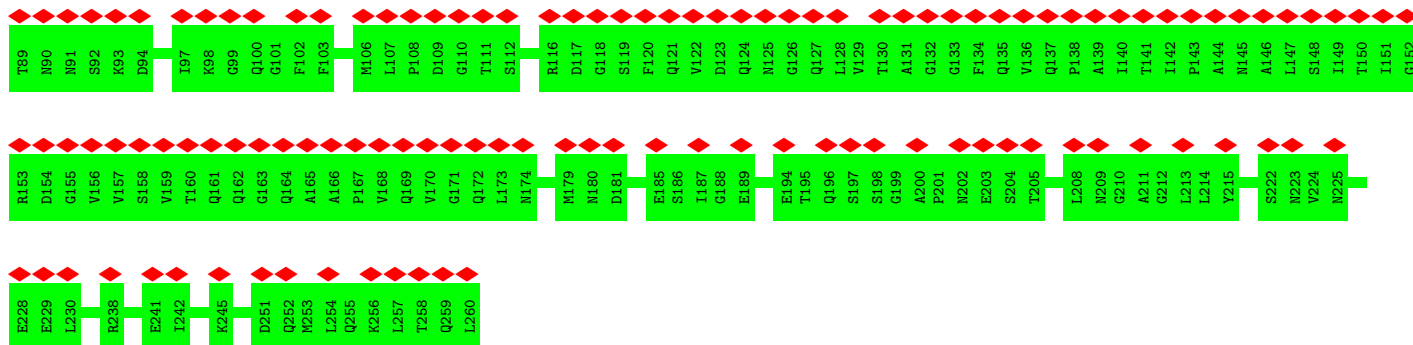 T89 N90 N91 S92 K93 D94 I97 K98 G99 Q100 G101 F102 F103 M106 L107 P108 D109 G110 T111 S112 R116 D117 G118 S119 F120 Q121 V122 D123 Q124 N125 G126 Q127 L128 V129 T130 A131 G132 G133 F134 Q135 V136 Q137 P138 A139 I140 T141 I142 P143 A144 N145 A146 L147 S148 I149 T150 I151 G152
R153 D154 G155 V156 V157 S158 V159 T160 Q161 Q162 G163 Q164 A165 A166 P167 V168 Q169 V170 G171 Q172 L173 N174 M179 N180 D181 E185 S186 I187 G188 E189 E194 T195 Q196 S197 S198 G199 A200 P201 N202 E203 S204 T205 L208 N209 G210 A211 G212 L213 L214 Y215 S222 N223 V224 N225
E228 E229 L230 R238 E241 I242 K245 D251 Q252 M253 L254 Q255 K256 L257 T258 Q259 L260